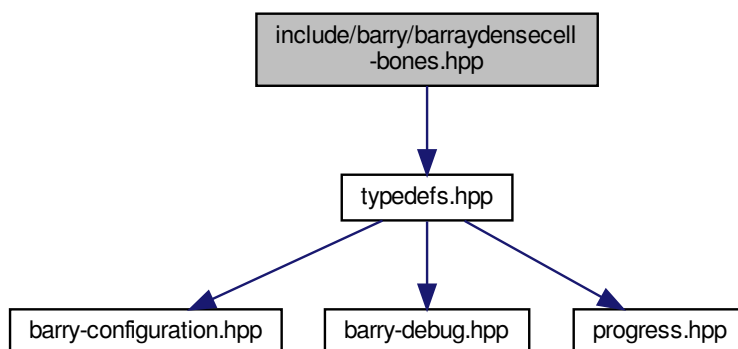 include/barry/barraydensecell
-bones.hpp
typedefs.hpp
barry-configuration.hpp
barry-debug.hpp
progress.hpp